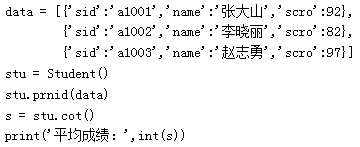 data = [{'sid':'a1001','name':'张大山','scro':92},
{'sid':'a1002','name':'李晓丽','scro':82},
{'sid':'a1003','name':'赵志勇','scro':97}]
stu = Student()
stu.prnid(data)
s = stu.cot()
print('平均成绩：',int(s))